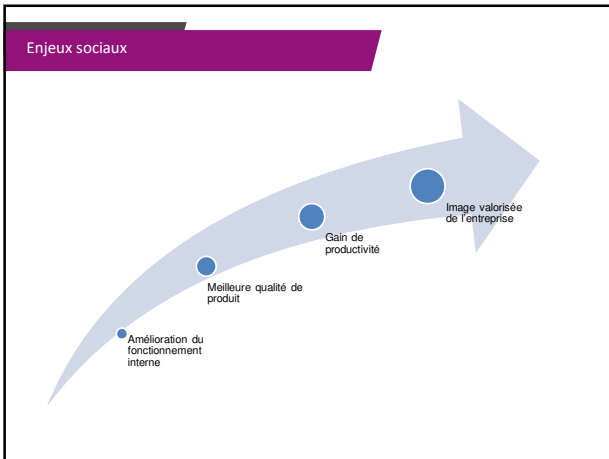 Enjeux sociaux
Image valorisée
de l'entreprise
Gain de
productivité
Meilleure qualité de
produit
Amélioration du
fonctionnement
interne